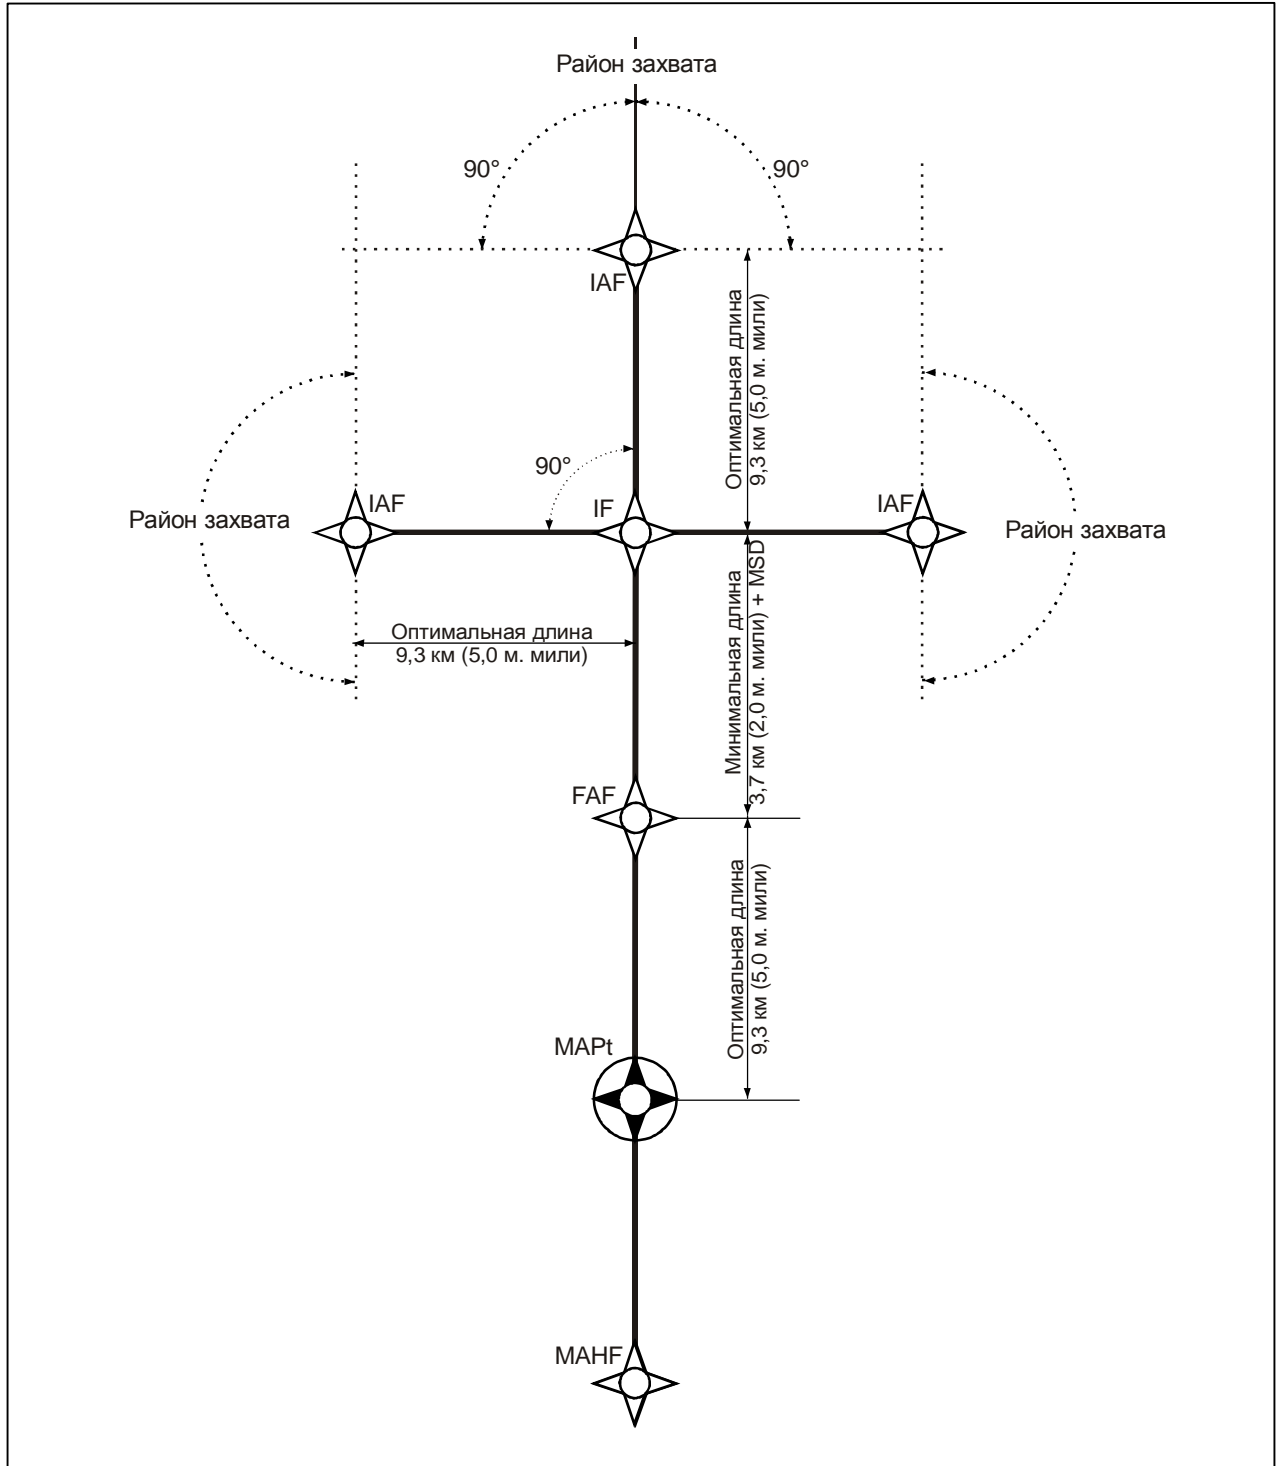 Район захвата
90°
90°
IAF
Оптимальная длина
9,3 км (5,0 м. мили)
90°
IAF
IF
IAF
Район захвата
Район захвата
Минимальная длина
3,7 км (2,0 м. мили) + MSD
Оптимальная длина
9,3 км (5,0 м. мили)
FAF
Оптимальная длина
9,3 км (5,0 м. мили)
MAPt
MAHF